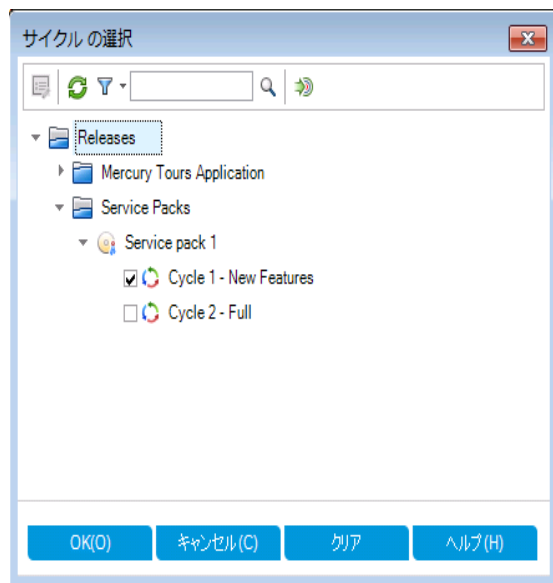 サイクル の選択
Releases
Mercury Tours Application
Service Packs
Service pack 1
Cycle 1 - New Features
Cycle 2 - Full
OK(O) キャンセル(C) クリア ヘルプ(H)